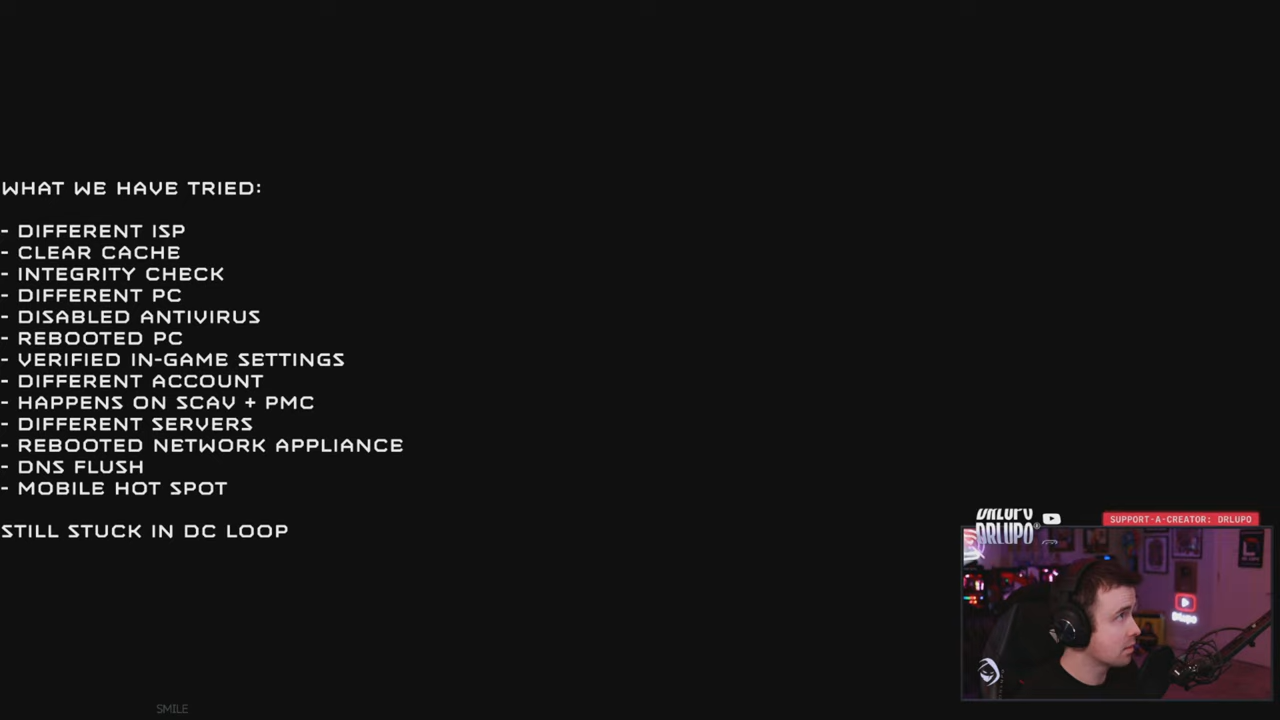 WHAT WE HAVE TRIED:
- DIFFERENT ISP
- CLEAR CACHE
- INTEGRITY CHECK
- DIFFERENT PC
- DISABLED ANTIVIRUS
- REBOOTED PC
- VERIFIED IN-GAME SETTINGS
- DIFFERENT ACCOUNT
- HAPPENS ON SCAV + PMC
- DIFFERENT SERVERS
- REBOOTED NETWORK APPLIANCE
- DNS FLUSH
- MOBILE HOT SPOT
STILL STUCK IN DC LOOP
DRLUPO
SUPPORT-A-CREATOR: DRLUPO
DRLUPO
DrLupo
SMILE